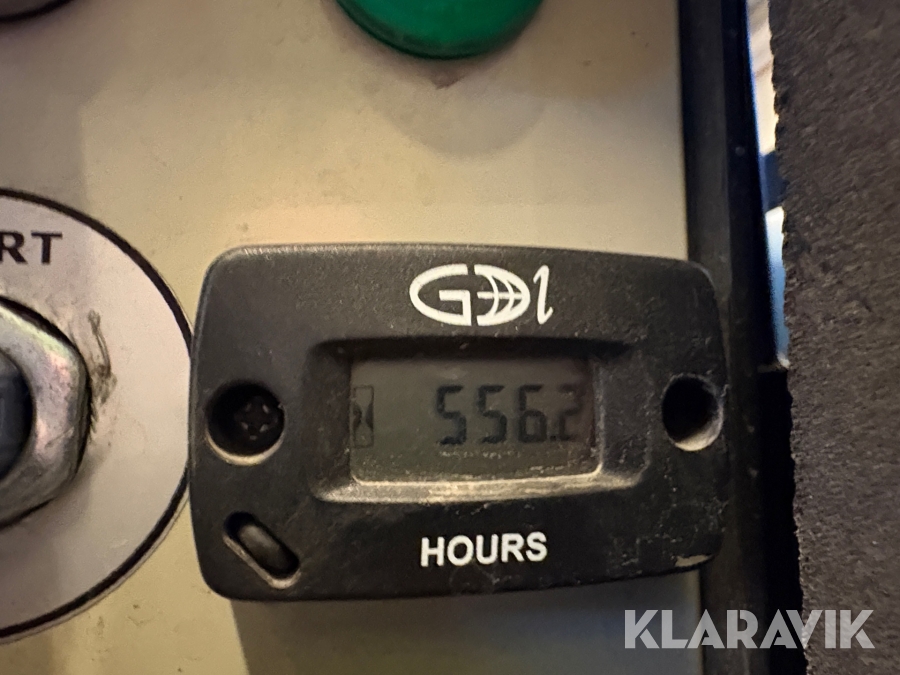 RT
GDI
556.2
HOURS
KLARAVIK